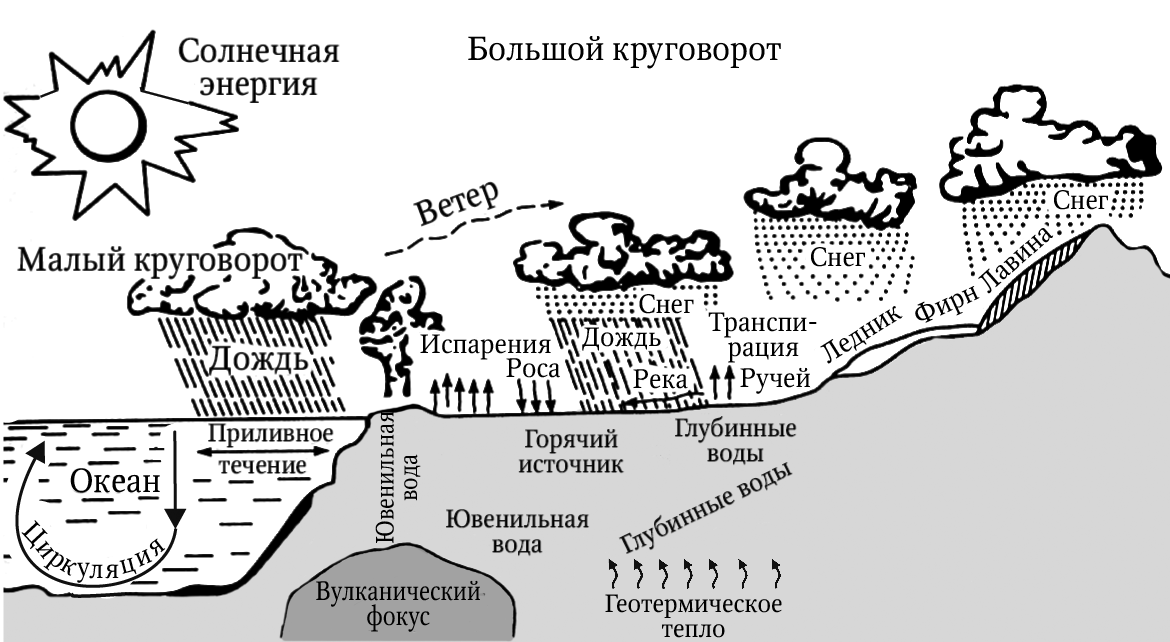 Солнечная
энергия
Большой круговорот
Ветер
Малый круговорот
Снег
Снег
Снег
Дождь
Дождь
Испарения
Роса
Река
Транспи-
рация
Ручей
Ледник
Фирн
Лавина
Приливное
течение
Океан
Циркуляция
Ювенильная
вода
Горячий
источник
Глубинные
воды
Глубинные воды
Ювенильная
вода
Вулканический
фокус
Геотермическое
тепло